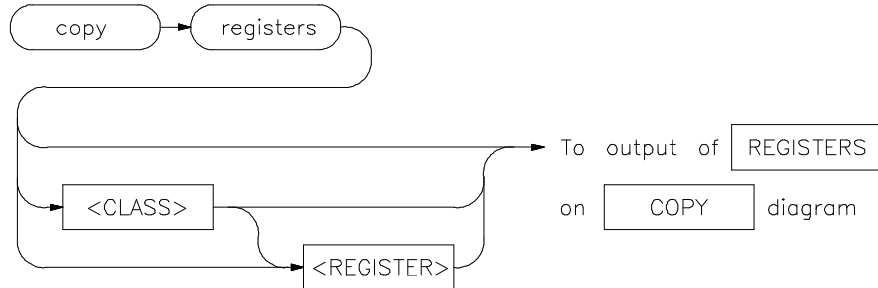 copy registers
To output of REGISTERS
<CLASS> on COPY diagram
<REGISTER>